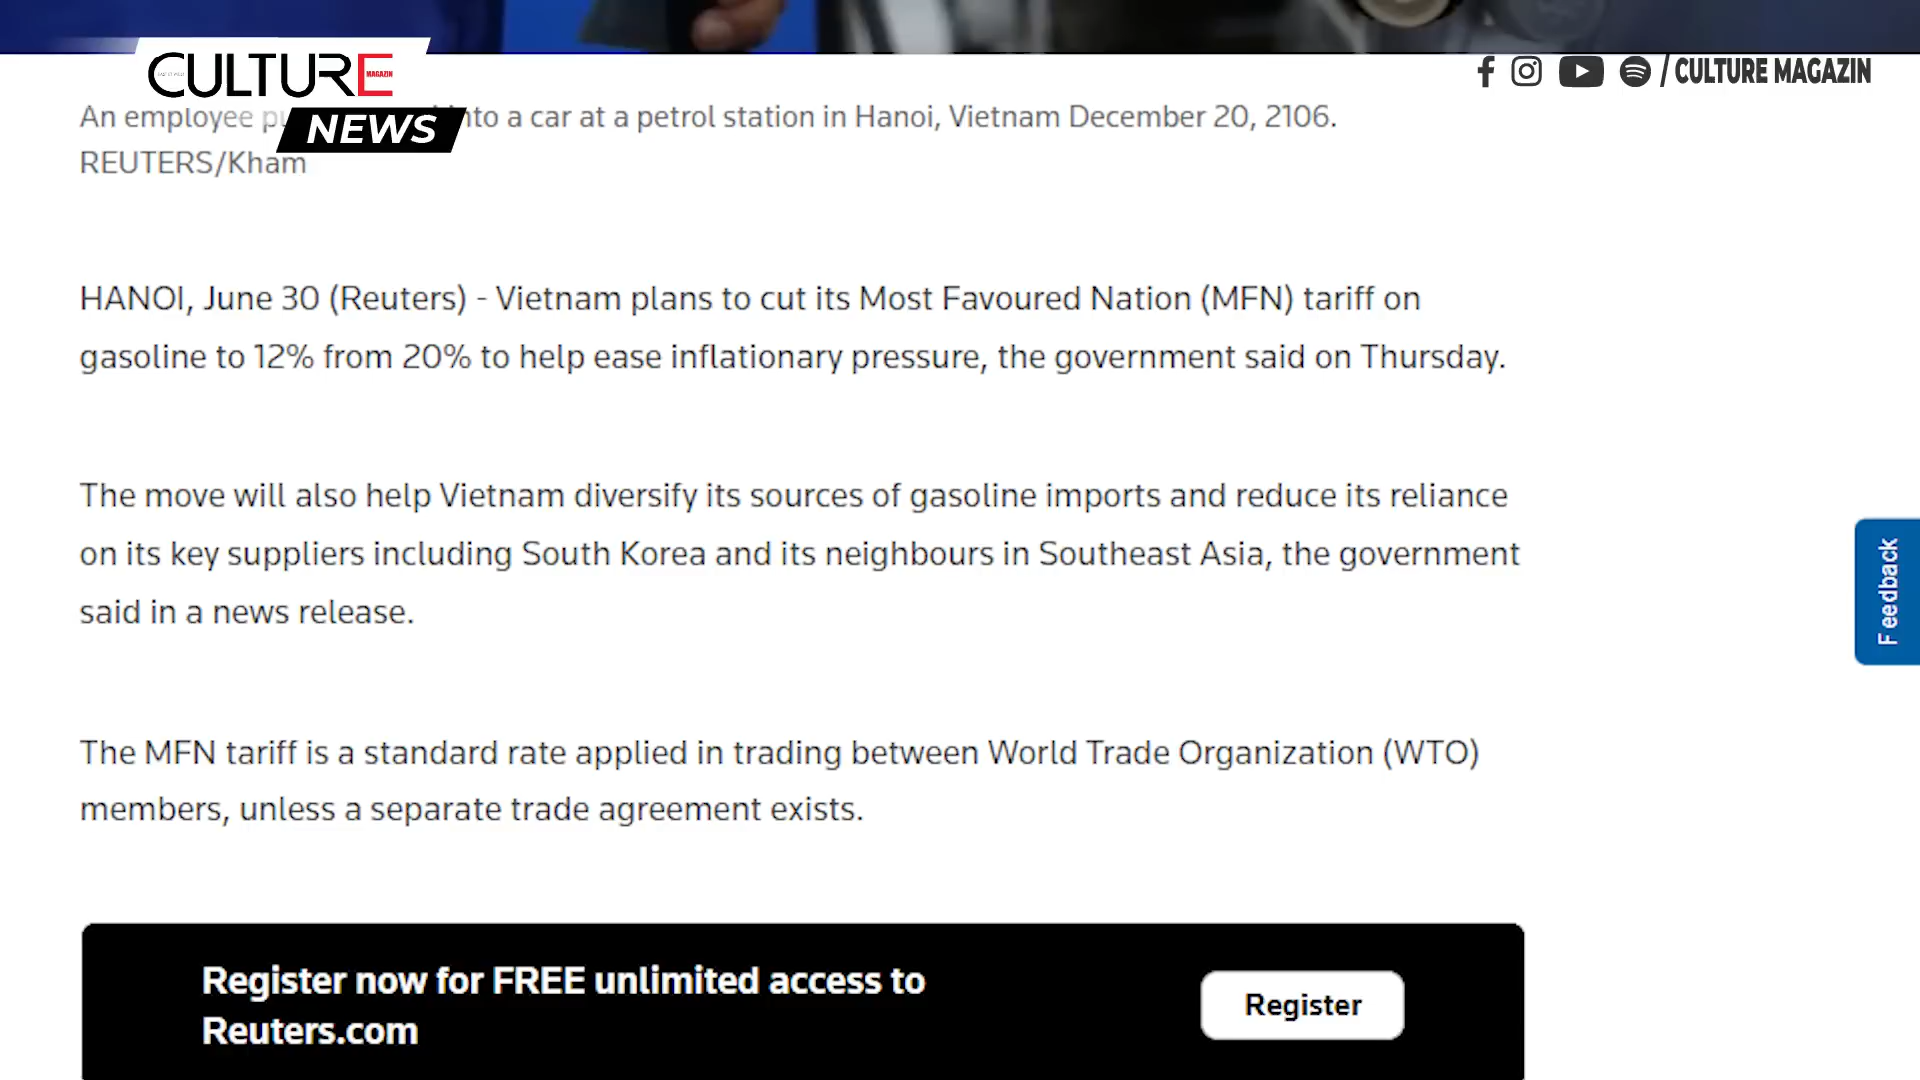 CULTURE
MAGAZIN
NEWS
/ CULTURE MAGAZIN
An employee into a car at a petrol station in Hanoi, Vietnam December 20, 2106.
REUTERS/Kham
HANOI, June 30 (Reuters) - Vietnam plans to cut its Most Favoured Nation (MFN) tariff on
gasoline to 12% from 20% to help ease inflationary pressure, the government said on Thursday.
The move will also help Vietnam diversify its sources of gasoline imports and reduce its reliance
on its key suppliers including South Korea and its neighbours in Southeast Asia, the government
said in a news release.
Feedback
The MFN tariff is a standard rate applied in trading between World Trade Organization (WTO)
members, unless a separate trade agreement exists.
Register now for FREE unlimited access to
Reuters.com
Register